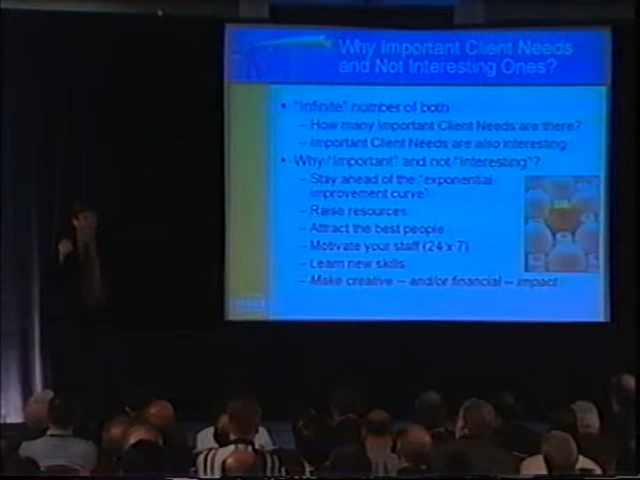 Why Important Client Needs
and Not Interesting Ones?
• "Infinite" number of both
– How many Important Client Needs are there?
– Important Client Needs are also interesting
• Why "Important" and not "Interesting"?
– Stay ahead of the "exponential
improvement curve"
– Raise resources
– Attract the best people
– Motivate your staff (24 x 7)
– Learn new skills
– Make creative – and/or financial – impact